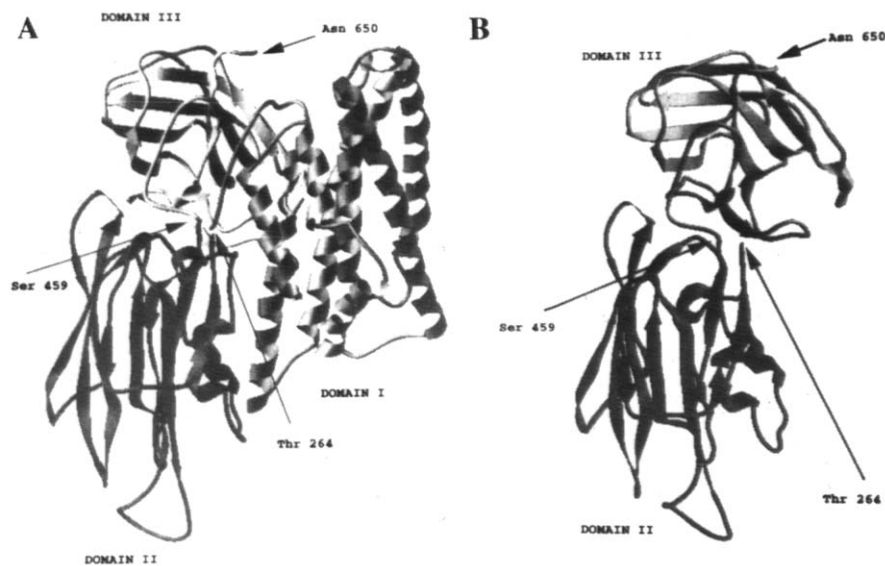 A
DOMAIN III
Asn 650
Ser 459
DOMAIN I
Thr 264
DOMAIN II
B
DOMAIN III
Asn 650
Ser 459
Thr 264
DOMAIN II